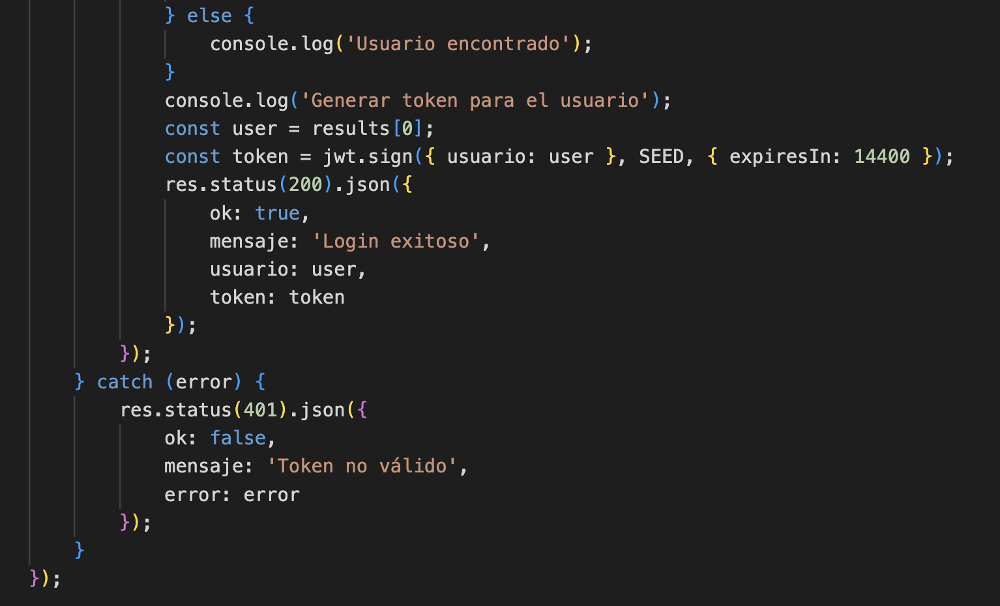 } else {
console.log('Usuario encontrado');
}
console.log('Generar token para el usuario');
const user = results[0];
const token = jwt.sign({ usuario: user }, SEED, { expiresIn: 14400 });
res.status(200).json({
ok: true,
mensaje: 'Login exitoso',
usuario: user,
token: token
});
});
} catch (error) {
res.status(401).json({
ok: false,
mensaje: 'Token no válido',
error: error
});
}
});